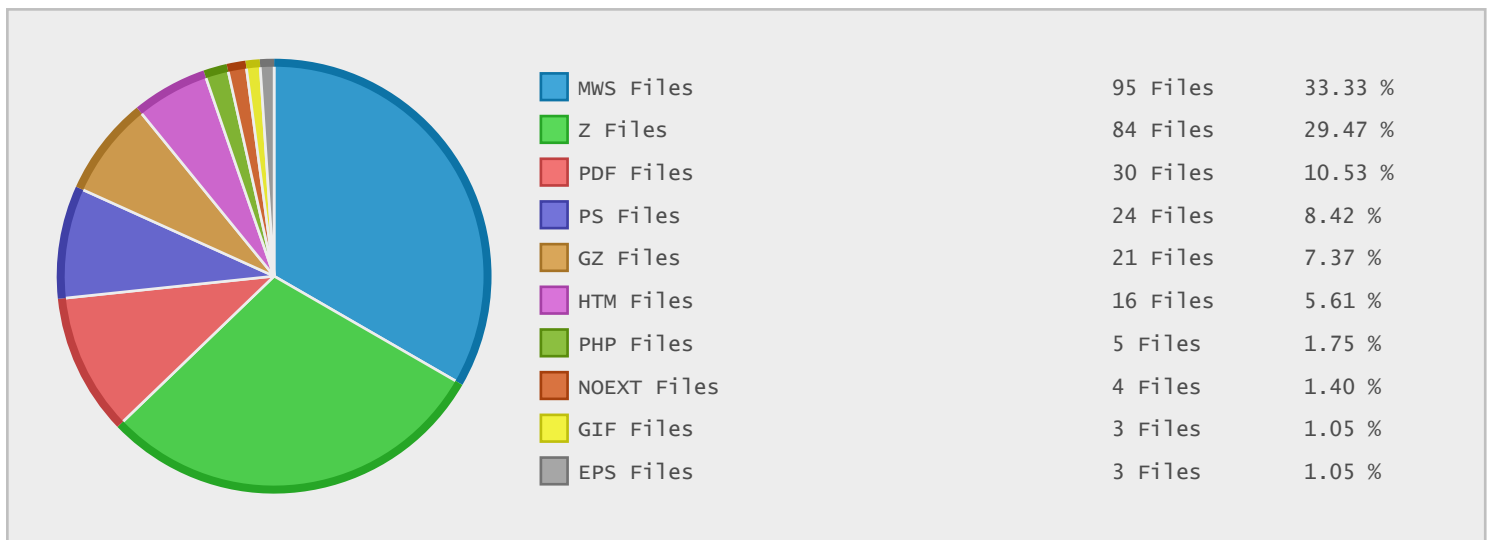 MWS Files 95 Files 33.33 %
Z Files 84 Files 29.47 %
PDF Files 30 Files 10.53 %
PS Files 24 Files 8.42 %
GZ Files 21 Files 7.37 %
HTM Files 16 Files 5.61 %
PHP Files 5 Files 1.75 %
NOEXT Files 4 Files 1.40 %
GIF Files 3 Files 1.05 %
EPS Files 3 Files 1.05 %